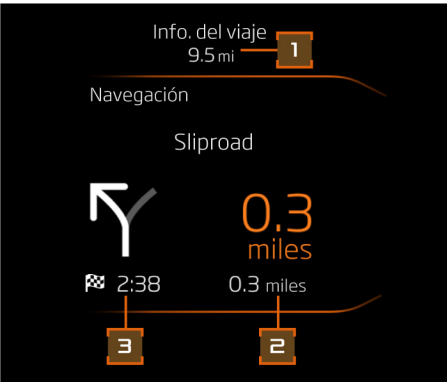 Info. del viaje
9.5 mi
1
Navegación
Sliproad
0.3
miles
2:38
0.3 miles
3
2